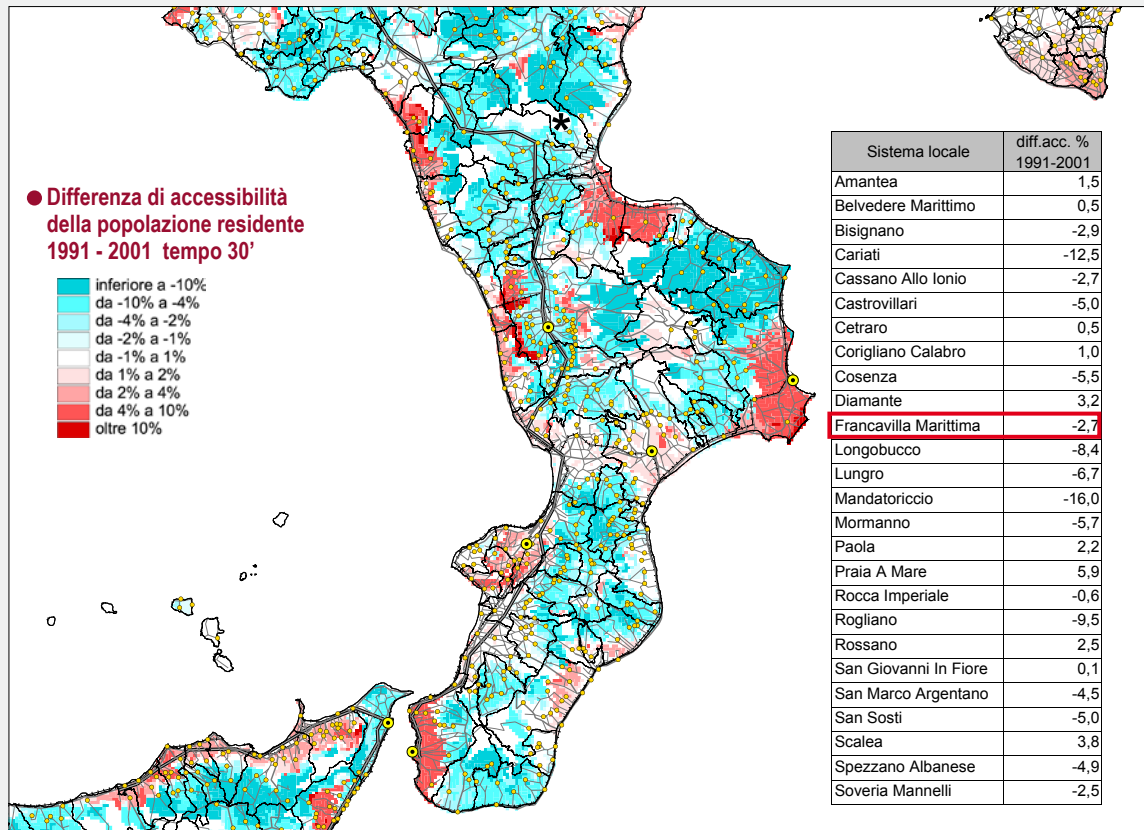 ● Differenza di accessibilità
della popolazione residente
1991 - 2001 tempo 30'
inferiore a -10%
da -10% a -4%
da -4% a -2%
da -2% a -1%
da -1% a 1%
da 1% a 2%
da 2% a 4%
da 4% a 10%
oltre 10%
*
Sistema locale diff.acc. % 1991-2001
Amantea 1,5
Belvedere Marittimo 0,5
Bisignano -2,9
Cariati -12,5
Cassano Allo Ionio -2,7
Castrovillari -5,0
Cetraro 0,5
Corigliano Calabro 1,0
Cosenza -5,5
Diamante 3,2
Francavilla Marittima -2,7
Longobucco -8,4
Lungro -6,7
Mandatoriccio -16,0
Mormanno -5,7
Paola 2,2
Praia A Mare 5,9
Rocca Imperiale -0,6
Rogliano -9,5
Rossano 2,5
San Giovanni In Fiore 0,1
San Marco Argentano -4,5
San Sosti -5,0
Scalea 3,8
Spezzano Albanese -4,9
Soveria Mannelli -2,5